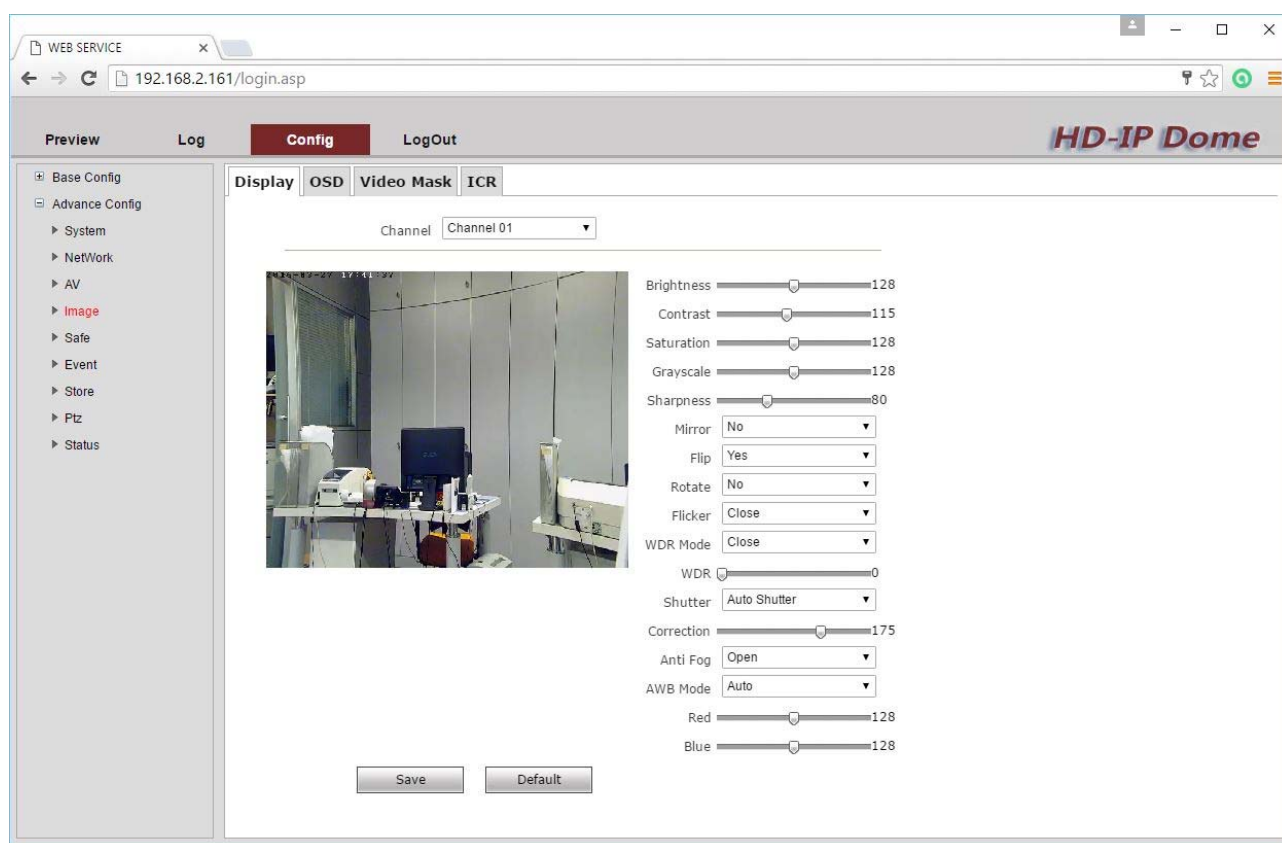 WEB SERVICE
192.168.2.161/login.asp
Preview Log Config LogOut HD-IP Dome
Base Config
Advance Config
System
NetWork
AV
Image
Safe
Event
Store
Ptz
Status
Display OSD Video Mask ICR
Channel Channel 01
Brightness 128
Contrast 115
Saturation 128
Grayscale 128
Sharpness 80
Mirror No
Flip Yes
Rotate No
Flicker Close
WDR Mode Close
WDR 0
Shutter Auto Shutter
Correction 175
Anti Fog Open
AWB Mode Auto
Red 128
Blue 128
Save Default